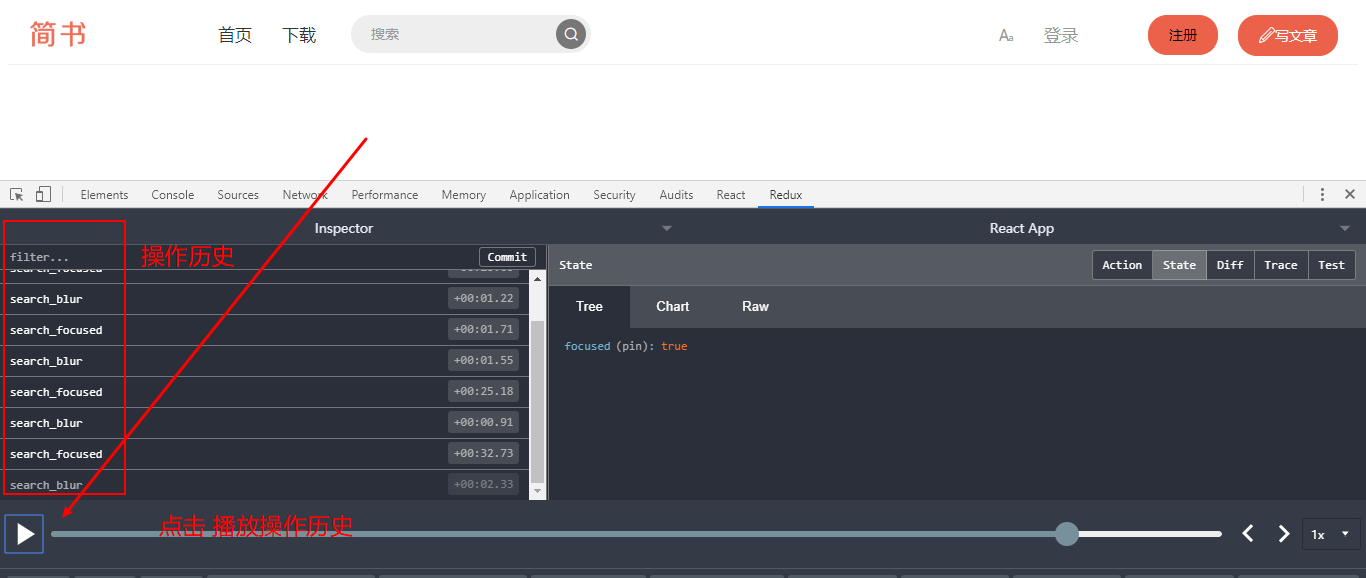 简书
首页
下载
搜索
Aa
登录
注册
写文章
Elements
Console
Sources
Network
Performance
Memory
Application
Security
Audits
React
Redux
Inspector
React App
filter...
操作历史
Commit
search_focused
search_blur +00:01.22
search_focused +00:01.71
search_blur +00:01.55
search_focused +00:25.18
search_blur +00:00.91
search_focused +00:32.73
search_blur +00:02.33
State
Action
State
Diff
Trace
Test
Tree
Chart
Raw
focused (pin): true
点击 播放操作历史
1x